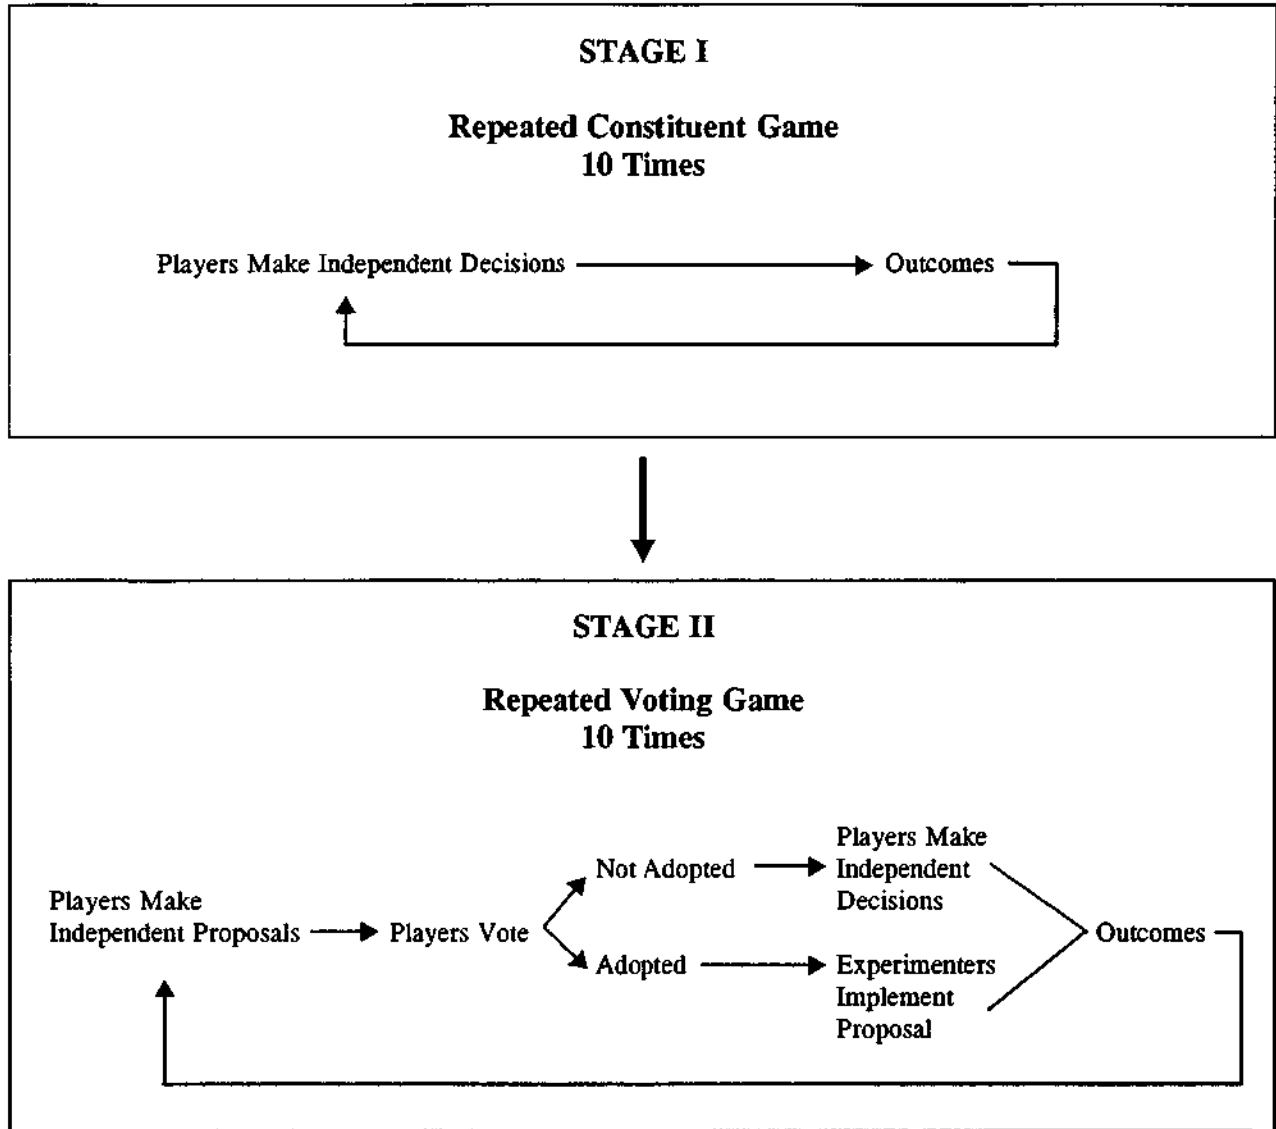 STAGE I
Repeated Constituent Game
10 Times
Players Make Independent Decisions
Outcomes
STAGE II
Repeated Voting Game
10 Times
Players Make
Independent Proposals
Players Vote
Not Adopted
Players Make
Independent
Decisions
Adopted
Experimenters
Implement
Proposal
Outcomes